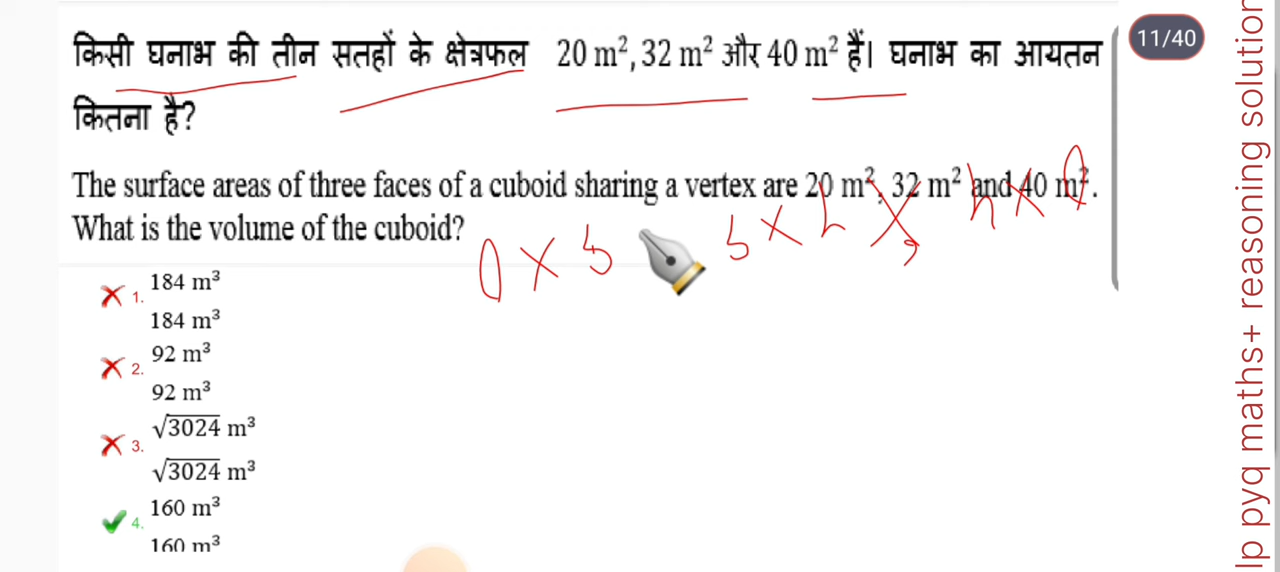 किसी घनाभ की तीन सतहों के क्षेत्रफल 20 m², 32 m² और 40 m² हैं। घनाभ का आयतन
कितना है?
The surface areas of three faces of a cuboid sharing a vertex are 20 m², 32 m² and 40 m².
What is the volume of the cuboid?
l × b b × h h × l
1. 184 m³
184 m³
2. 92 m³
92 m³
3. √3024 m³
√3024 m³
4. 160 m³
160 m³
11/40
lp pyq maths+ reasoning solution